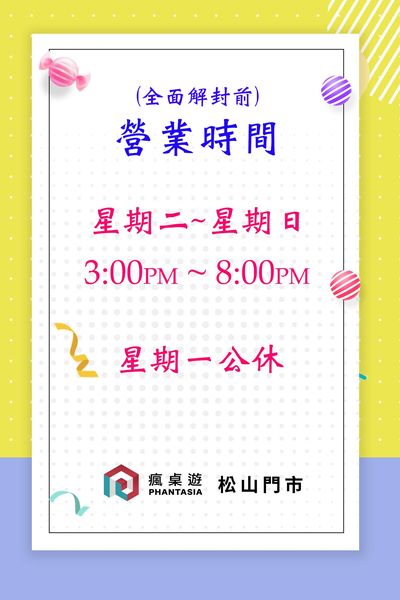 (全面解封前)
營業時間
星期二~星期日
3:00PM ~ 8:00PM
星期一公休
瘋桌遊 松山門市
PHANTASIA